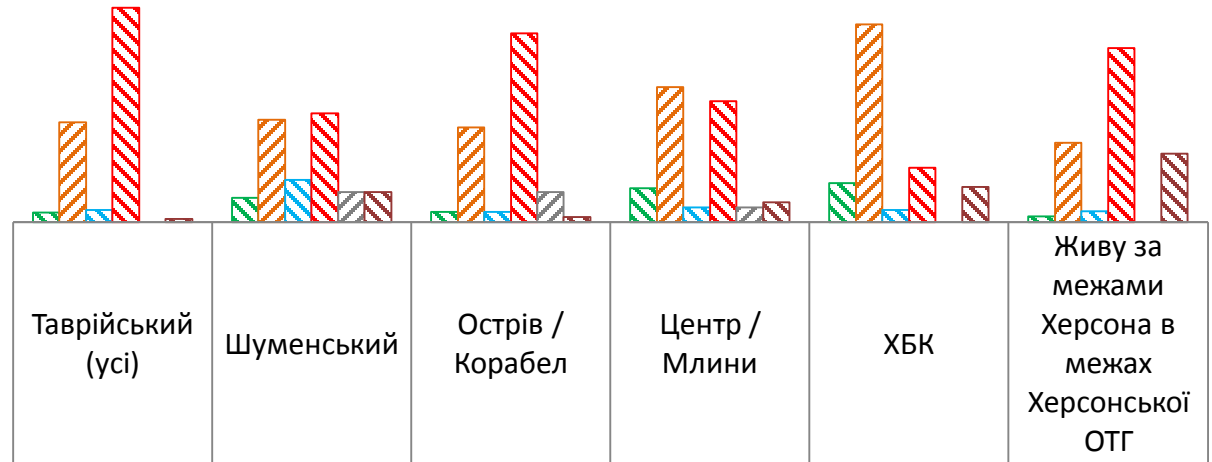 Таврійський
(усі)
Шуменський
Острів /
Корабел
Центр /
Млини
ХБК
Живу за
межами
Херсона в
межах
Херсонської
ОТГ